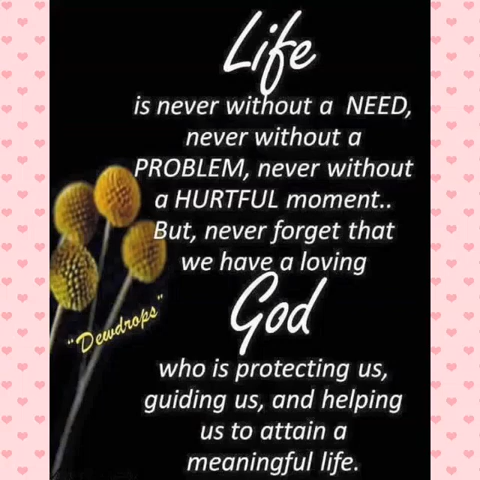 Life
is never without a NEED,
never without a
PROBLEM, never without
a HURTFUL moment..
But, never forget that
we have a loving
God
"Dewdrops"
who is protecting us,
guiding us, and helping
us to attain a
meaningful life.